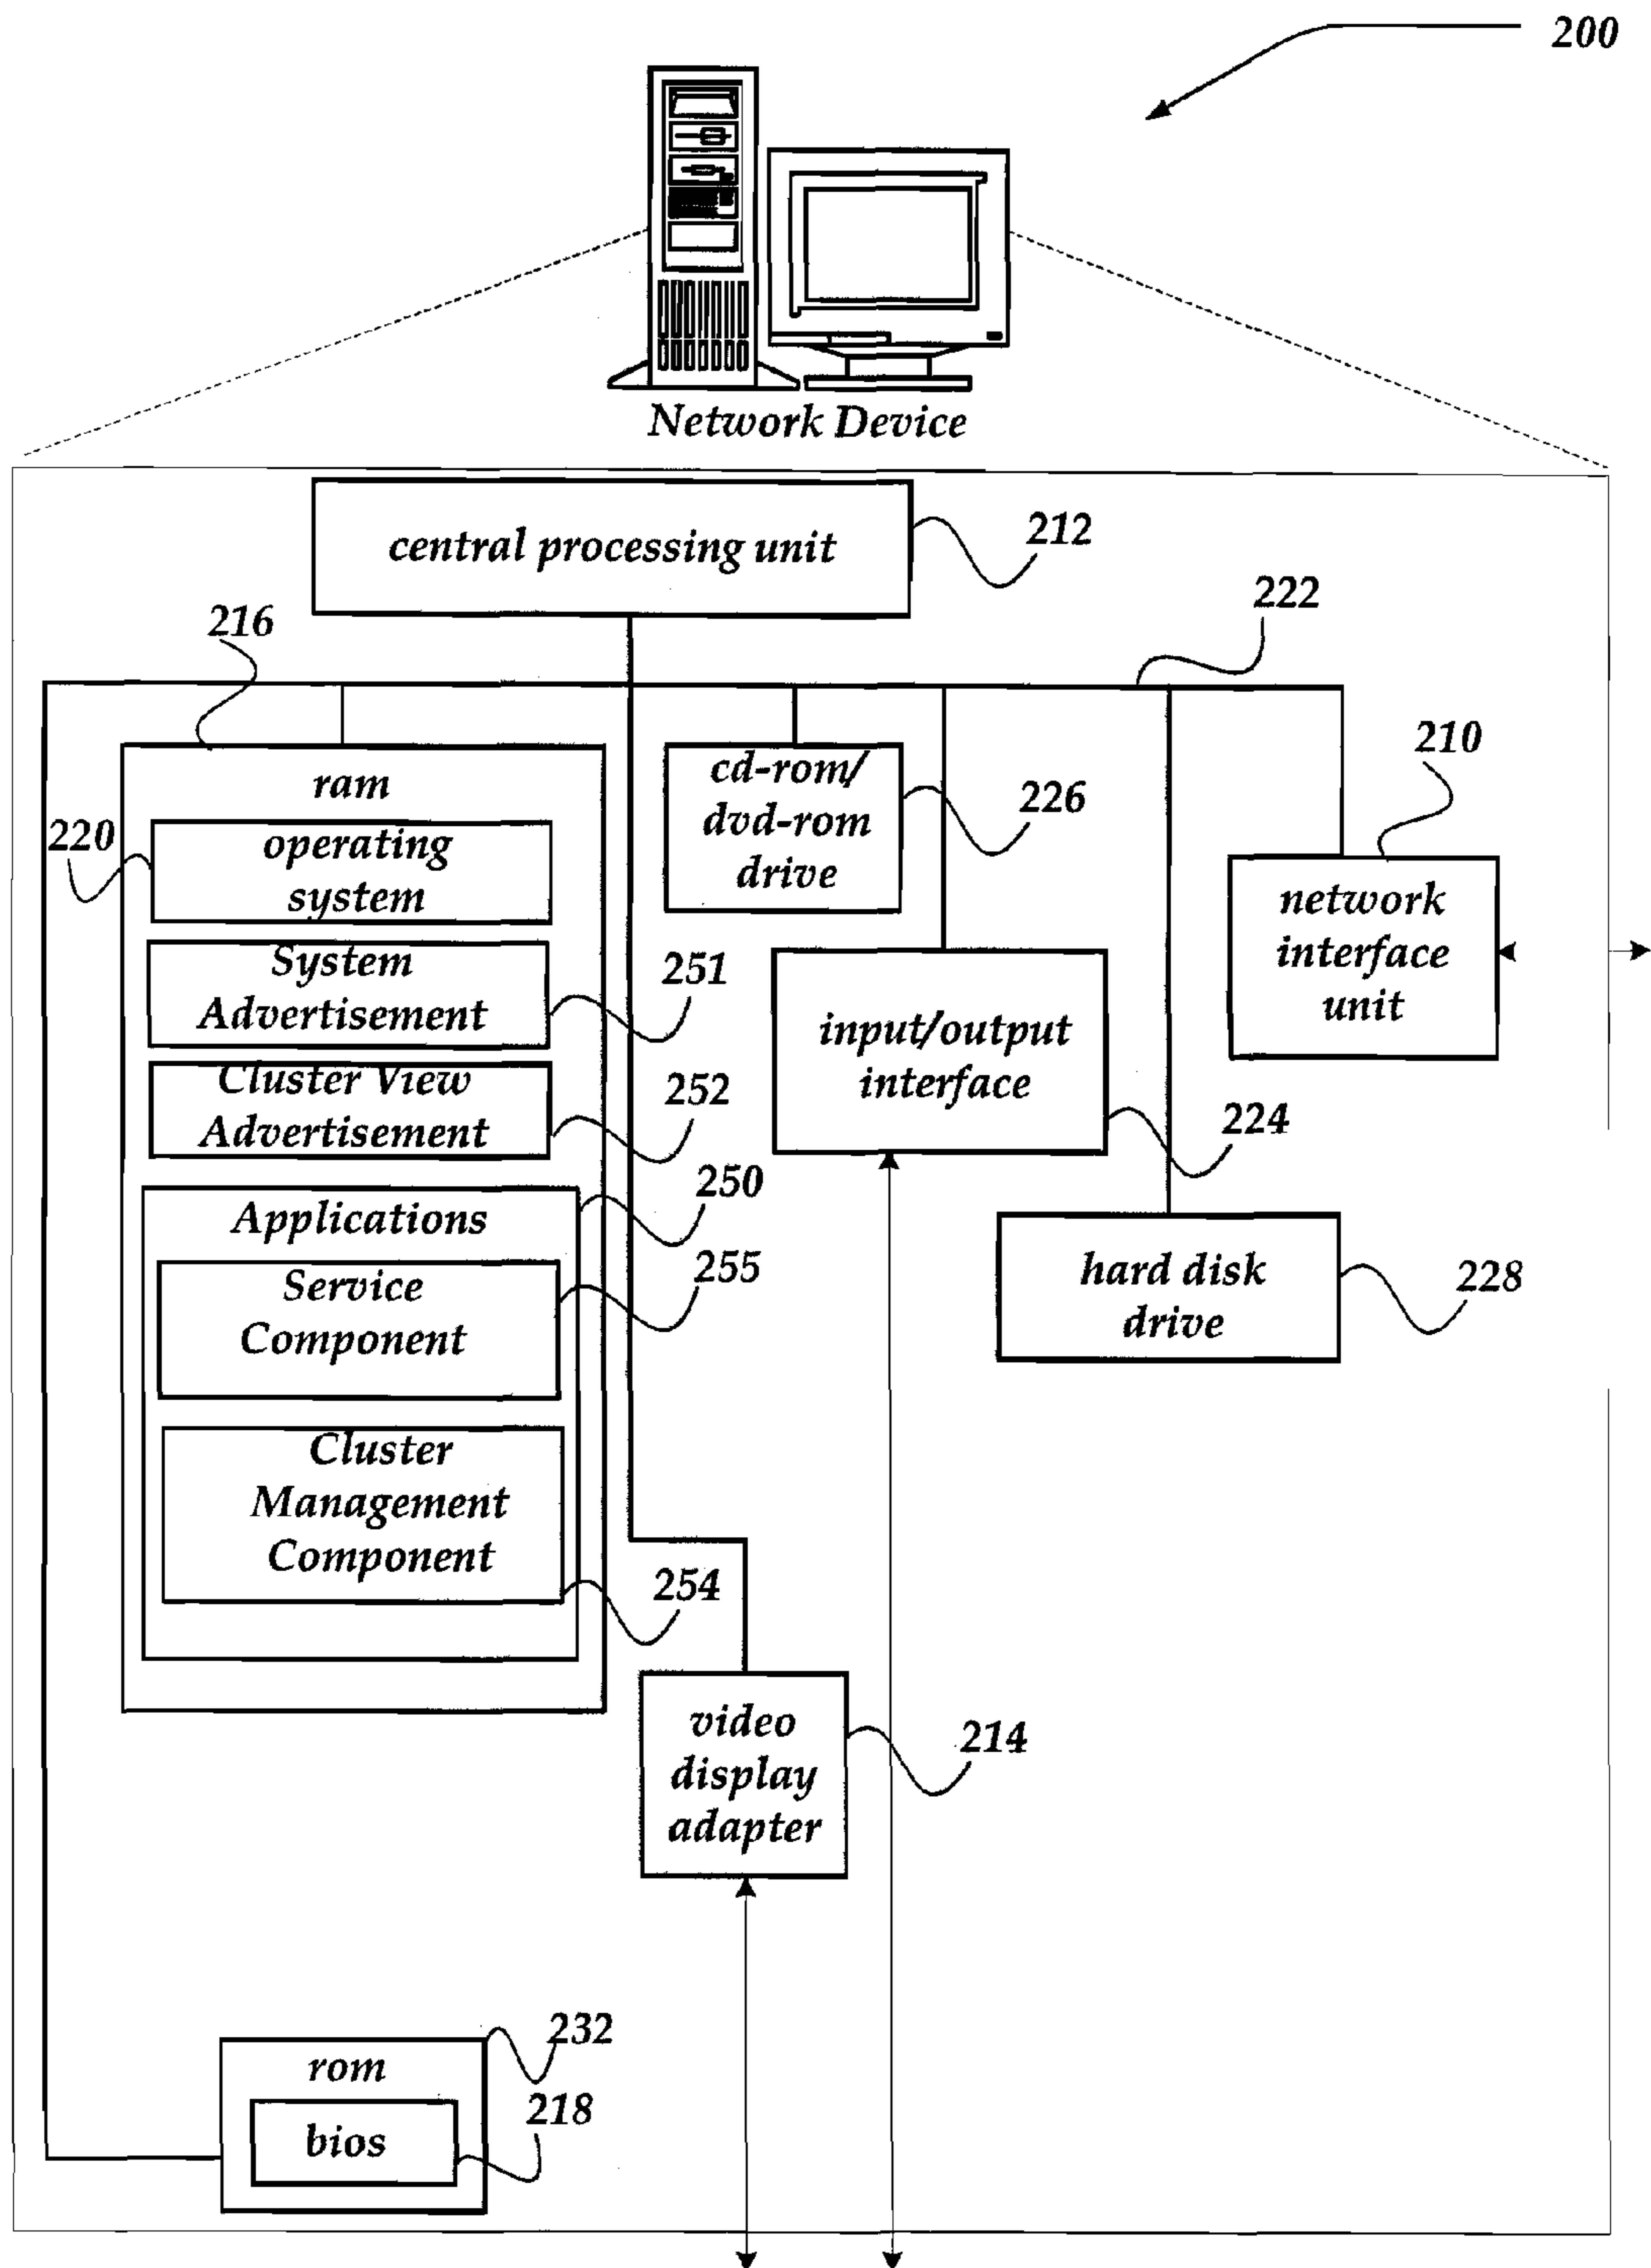 200
Network Device
central processing unit
212
222
216
ram
220
operating
system
System
Advertisement
251
Cluster View
Advertisement
252
Applications
250
Service
Component
255
Cluster
Management
Component
254
cd-rom/
dvd-rom
drive
226
input/output
interface
224
210
network
interface
unit
hard disk
drive
228
video
display
adapter
214
232
rom
bios
218